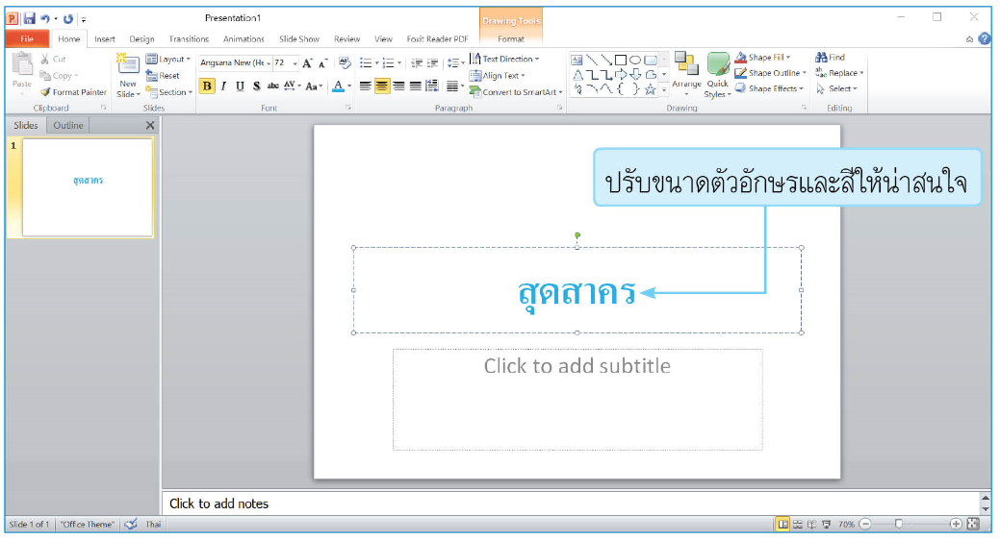 Presentation1
Drawing Tools
File Home Insert Design Transitions Animations Slide Show Review View Foxit Reader PDF Format
Paste
Cut
Copy
Format Painter
Clipboard
New Slide
Layout
Reset
Section
Slides
Angsana New (He 72
B I U S abc AV Aa A
Font
Text Direction
Align Text
Convert to SmartArt
Paragraph
Arrange
Quick Styles
Shape Fill
Shape Outline
Shape Effects
Drawing
Find
Replace
Select
Editing
Slides Outline
1
สุดสาคร
ปรับขนาดตัวอักษรและสีให้น่าสนใจ
สุดสาคร
Click to add subtitle
Click to add notes
Slide 1 of 1 "Office Theme" Thai 70%